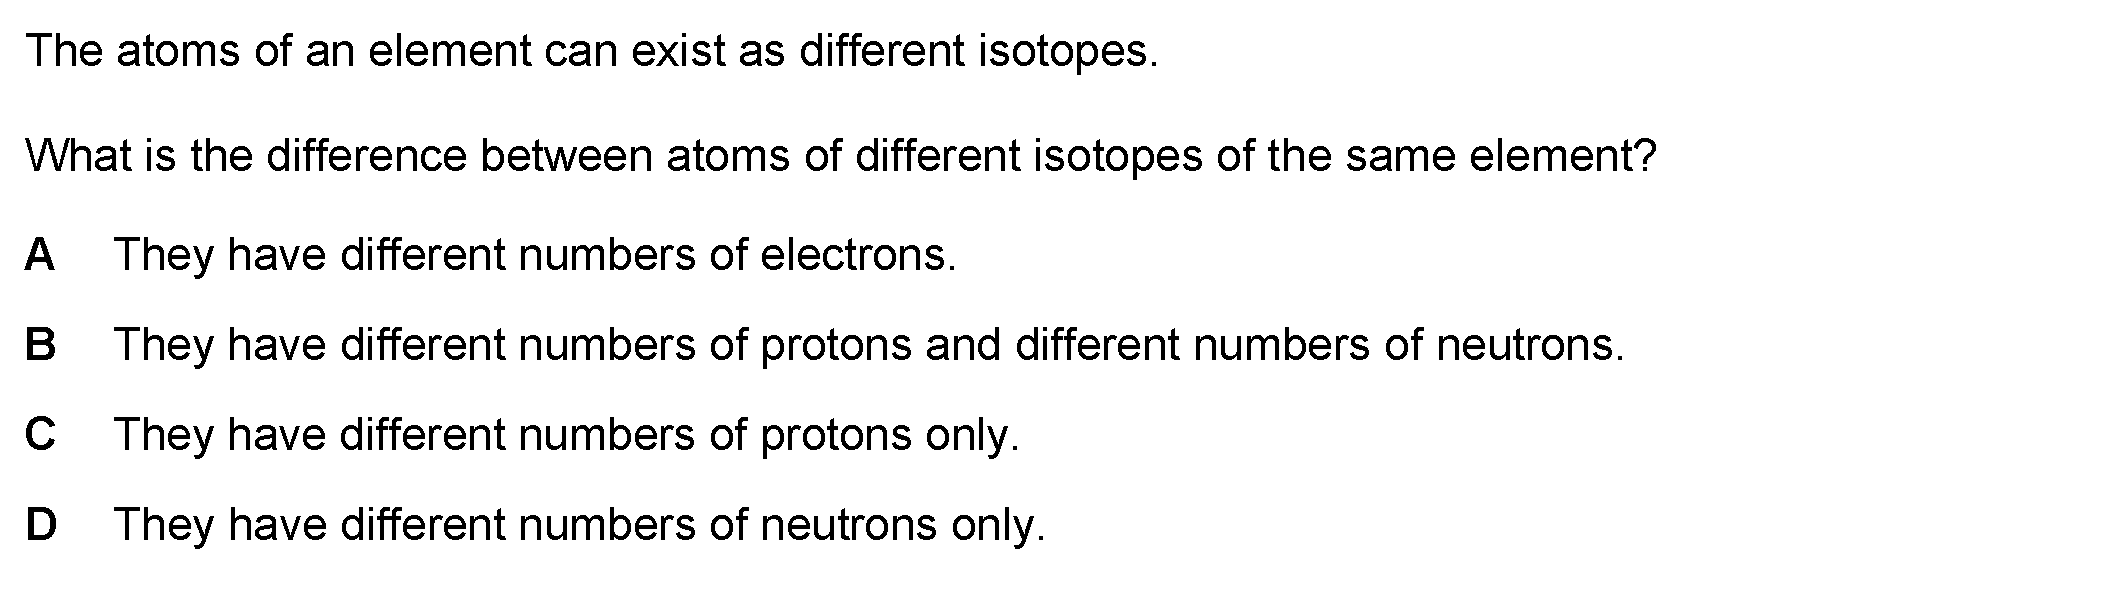 The atoms of an element can exist as different isotopes.
What is the difference between atoms of different isotopes of the same element?
A They have different numbers of electrons.
B They have different numbers of protons and different numbers of neutrons.
C They have different numbers of protons only.
D They have different numbers of neutrons only.